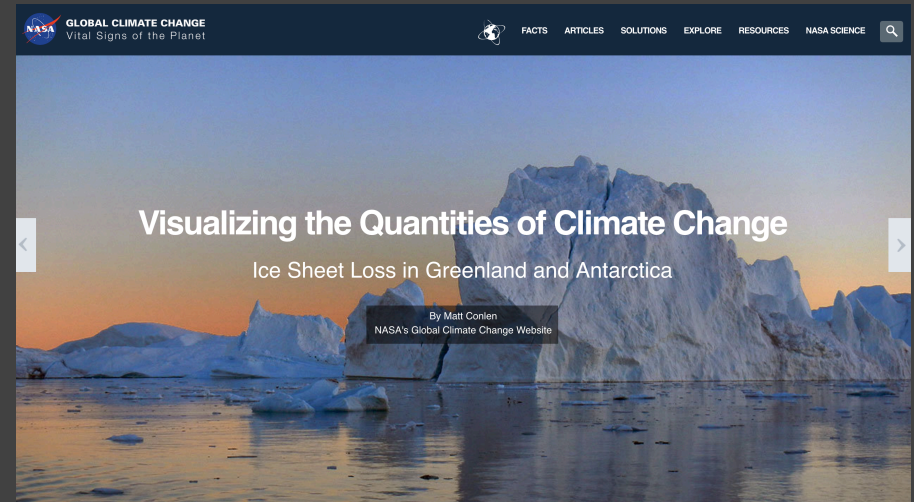 NASA
GLOBAL CLIMATE CHANGE
Vital Signs of the Planet
FACTS
ARTICLES
SOLUTIONS
EXPLORE
RESOURCES
NASA SCIENCE
Visualizing the Quantities of Climate Change
Ice Sheet Loss in Greenland and Antarctica
By Matt Conlen
NASA's Global Climate Change Website